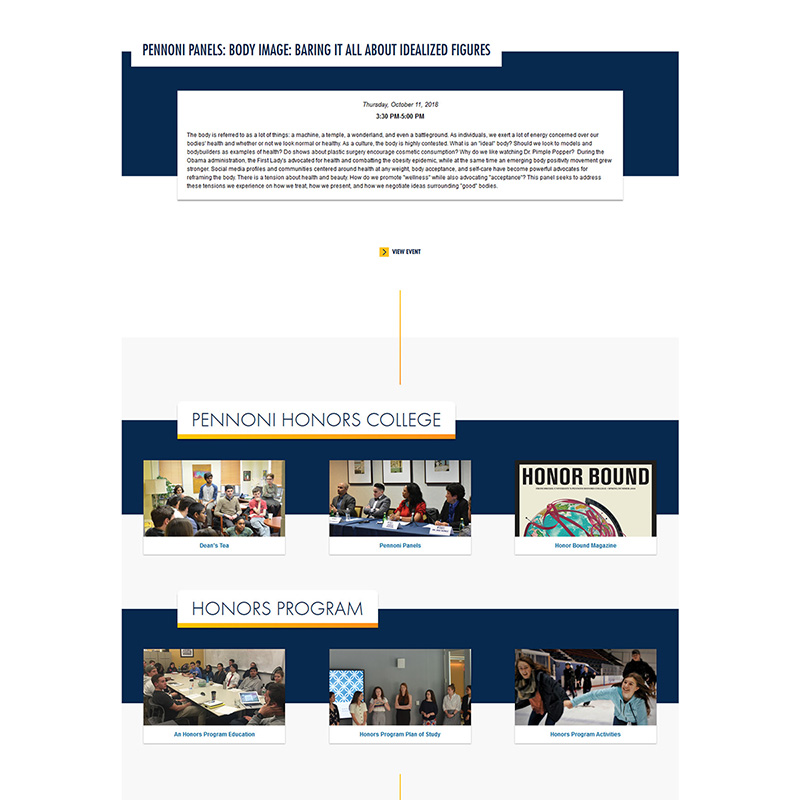 PENNONI PANELS: BODY IMAGE: BARING IT ALL ABOUT IDEALIZED FIGURES
Thursday, October 11, 2018
3:30 PM-5:00 PM
The body is referred to as a lot of things: a machine, a temple, a wonderland, and even a battleground. As individuals, we exert a lot of energy concerned over our
bodies' health and whether or not we look normal or healthy. As a culture, the body is highly contested. What is an "ideal" body? Should we look to models and
bodybuilders as examples of health? Do shows about plastic surgery encourage cosmetic consumption? Why do we like watching Dr. Pimple Popper? During the
Obama administration, the First Lady's advocated for health and combatting the obesity epidemic, while at the same time an emerging body positivity movement grew
stronger. Social media profiles and communities centered around health at any weight, body acceptance, and self-care have become powerful advocates for
reframing the body. There is a tension about health and beauty. How do we promote "wellness" while also advocating "acceptance"? This panel seeks to address
these tensions we experience on how we treat, how we present, and how we negotiate ideas surrounding "good" bodies.
VIEW EVENT
PENNONI HONORS COLLEGE
HONOR BOUND
Dean's Tea
Pennoni Panels
Honor Bound Magazine
HONORS PROGRAM
An Honors Program Education
Honors Program Plan of Study
Honors Program Activities